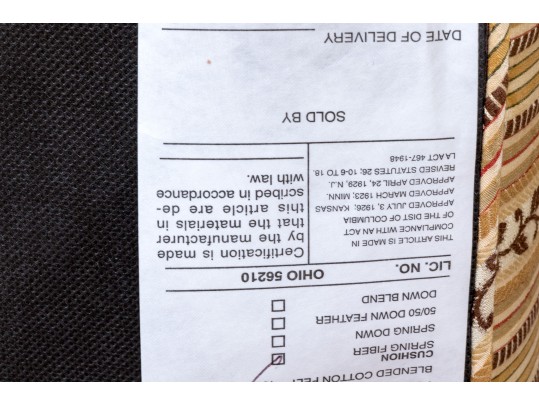 BLENDED COTTON FEL
CUSHION
SPRING FIBER
SPRING DOWN
50/50 DOWN FEATHER
DOWN BLEND
LIC. NO. OHIO 56210
THIS ARTICLE IS MADE IN
COMPLIANCE WITH AN ACT
OF THE DIST OF COLUMBIA
APPROVED JULY 3, 1926; KANSAS
APPROVED MARCH 1923; MINN.
APPROVED APRIL 24, 1929, N.J.
REVISED STATUTES 26: 10-6 TO 18.
LA ACT 467-1948
Certification is made
by the manufacturer
that the materials in
this article are de-
scribed in accordance
with law.
SOLD BY
DATE OF DELIVERY